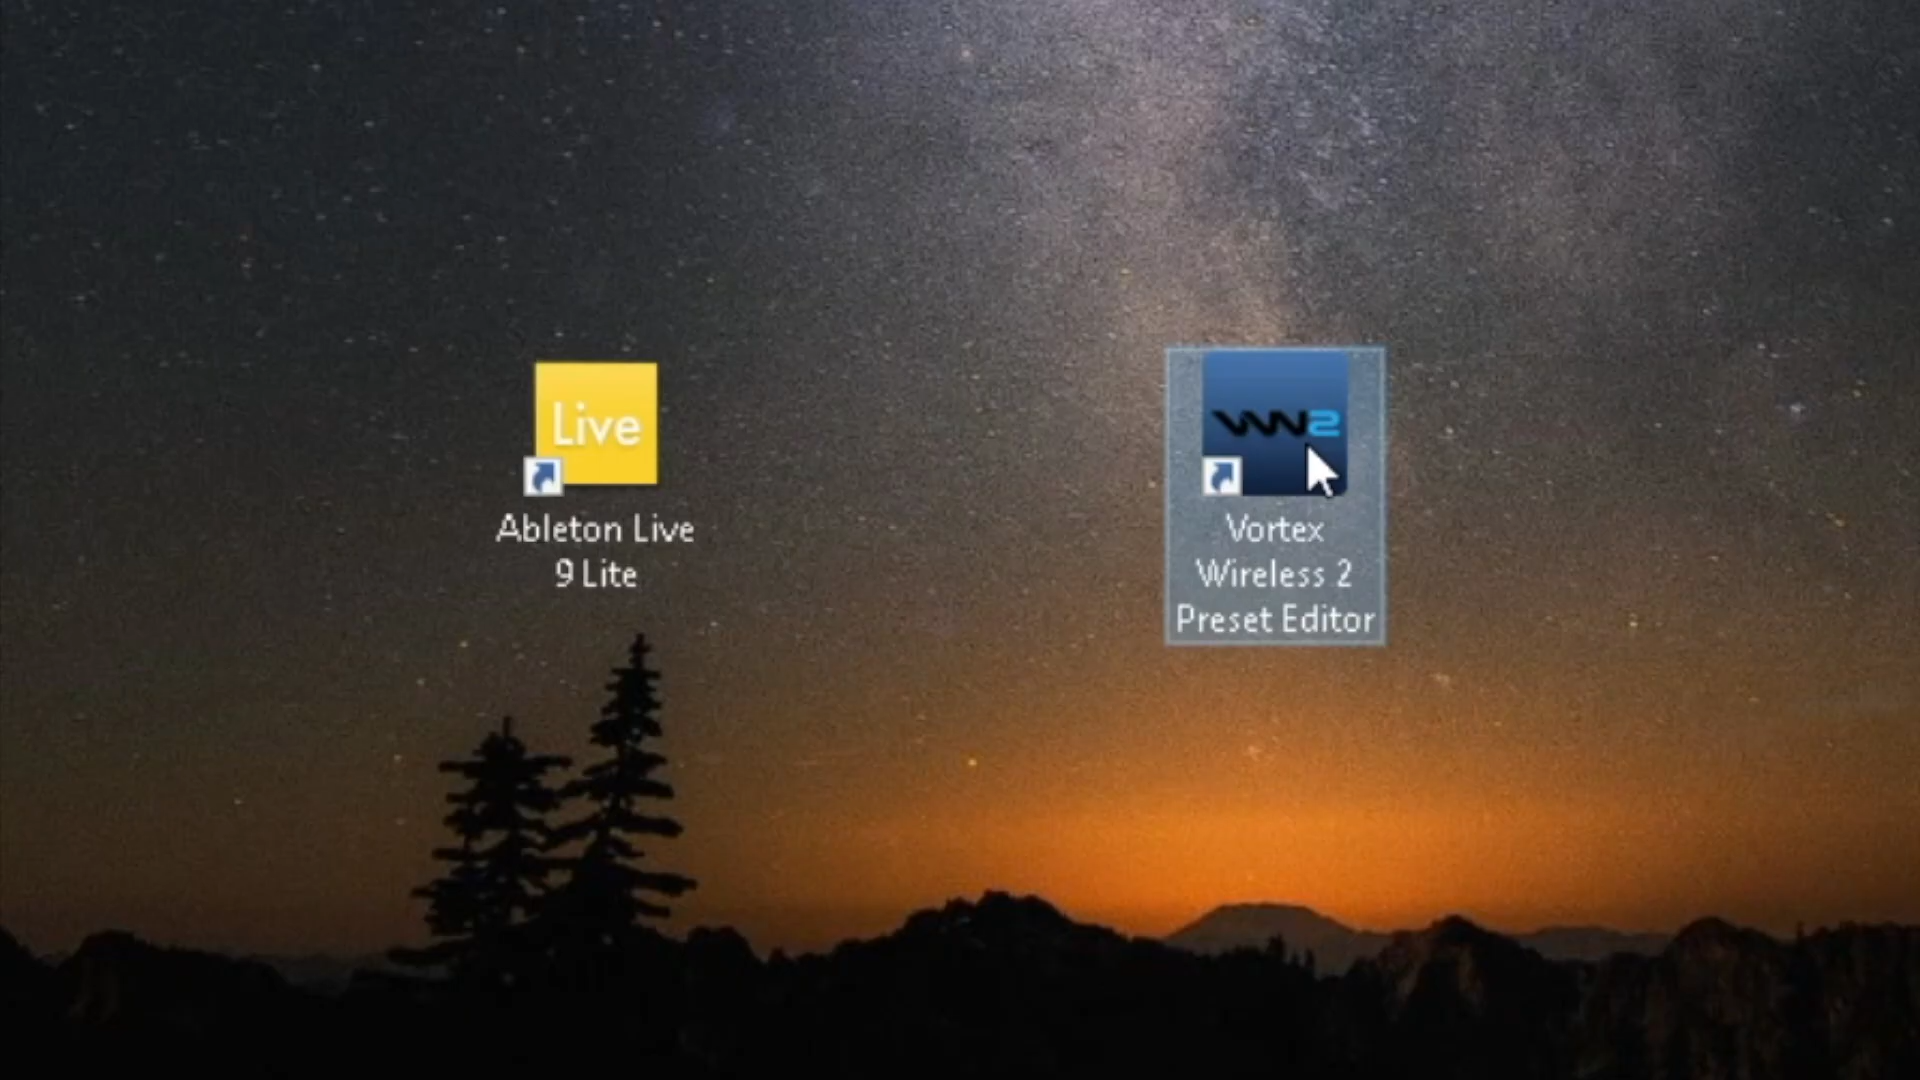 Live
Ableton Live
9 Lite
VW2
Vortex
Wireless 2
Preset Editor